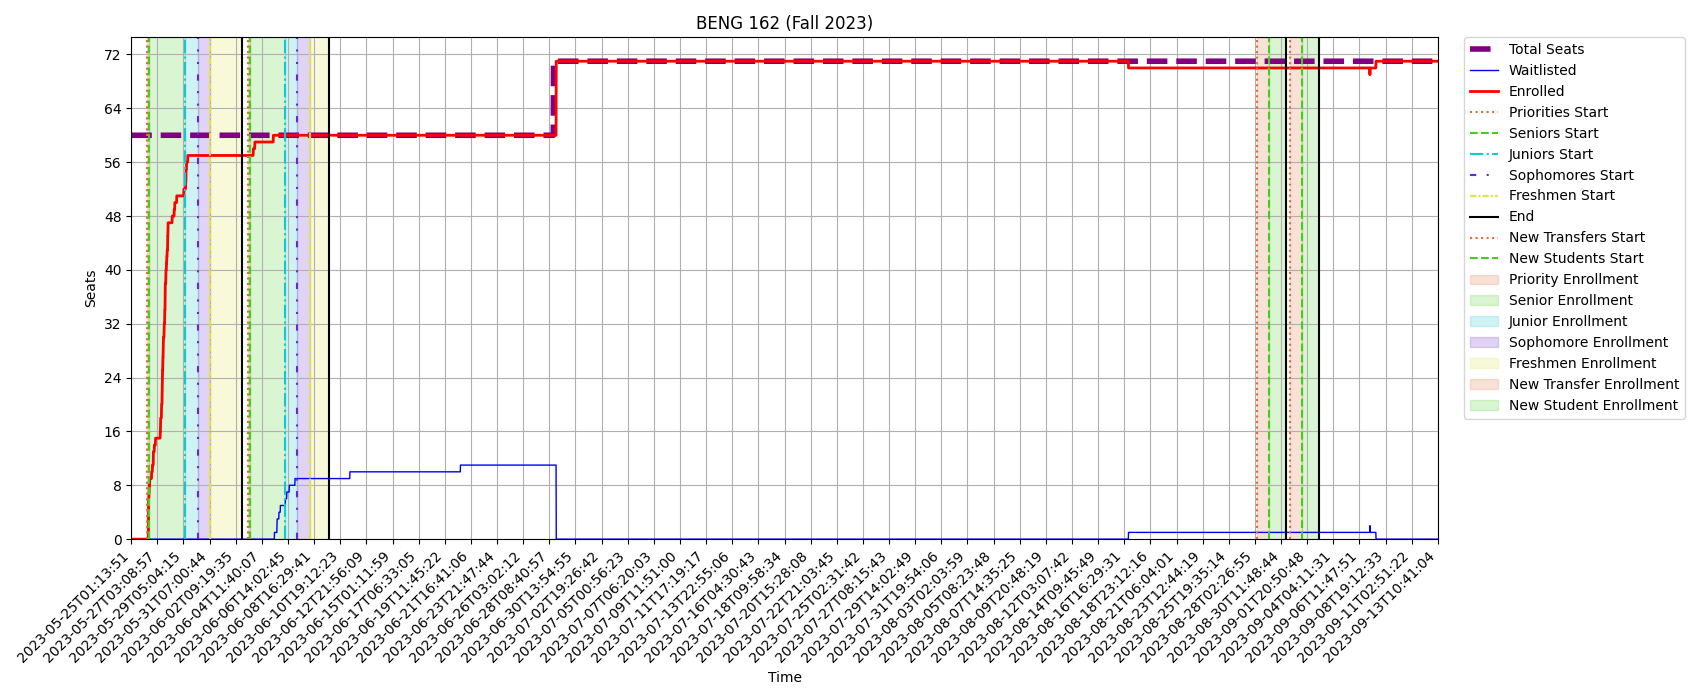 BENG 162 (Fall 2023)
72
64
56
48
40
32
24
16
8
0
Seats
2023-05-25T01:13:51
2023-05-27T03:08:57
2023-05-29T05:04:15
2023-05-31T07:00:44
2023-06-02T09:19:35
2023-06-04T11:40:07
2023-06-06T14:02:45
2023-06-08T16:29:41
2023-06-10T19:12:23
2023-06-12T21:56:09
2023-06-15T01:11:59
2023-06-17T06:33:05
2023-06-19T11:45:22
2023-06-21T16:41:06
2023-06-23T21:47:44
2023-06-26T03:02:12
2023-06-28T08:40:57
2023-06-30T13:54:55
2023-07-02T19:26:42
2023-07-05T00:56:23
2023-07-07T06:20:03
2023-07-09T11:51:00
2023-07-11T17:19:17
2023-07-13T22:55:06
2023-07-16T04:30:43
2023-07-18T09:58:34
2023-07-20T15:28:08
2023-07-22T21:03:45
2023-07-25T02:31:42
2023-07-27T08:15:43
2023-07-29T14:02:49
2023-07-31T19:54:06
2023-08-03T02:03:59
2023-08-05T08:23:48
2023-08-07T14:35:25
2023-08-09T20:48:19
2023-08-12T03:07:42
2023-08-14T09:45:49
2023-08-16T16:29:31
2023-08-18T23:12:16
2023-08-21T06:04:01
2023-08-23T12:44:19
2023-08-25T19:35:14
2023-08-28T02:26:55
2023-08-30T11:48:44
2023-09-01T20:50:48
2023-09-04T04:11:31
2023-09-06T11:47:51
2023-09-08T19:12:33
2023-09-11T02:51:22
2023-09-13T10:41:04
Time
Total Seats
Waitlisted
Enrolled
Priorities Start
Seniors Start
Juniors Start
Sophomores Start
Freshmen Start
End
New Transfers Start
New Students Start
Priority Enrollment
Senior Enrollment
Junior Enrollment
Sophomore Enrollment
Freshmen Enrollment
New Transfer Enrollment
New Student Enrollment